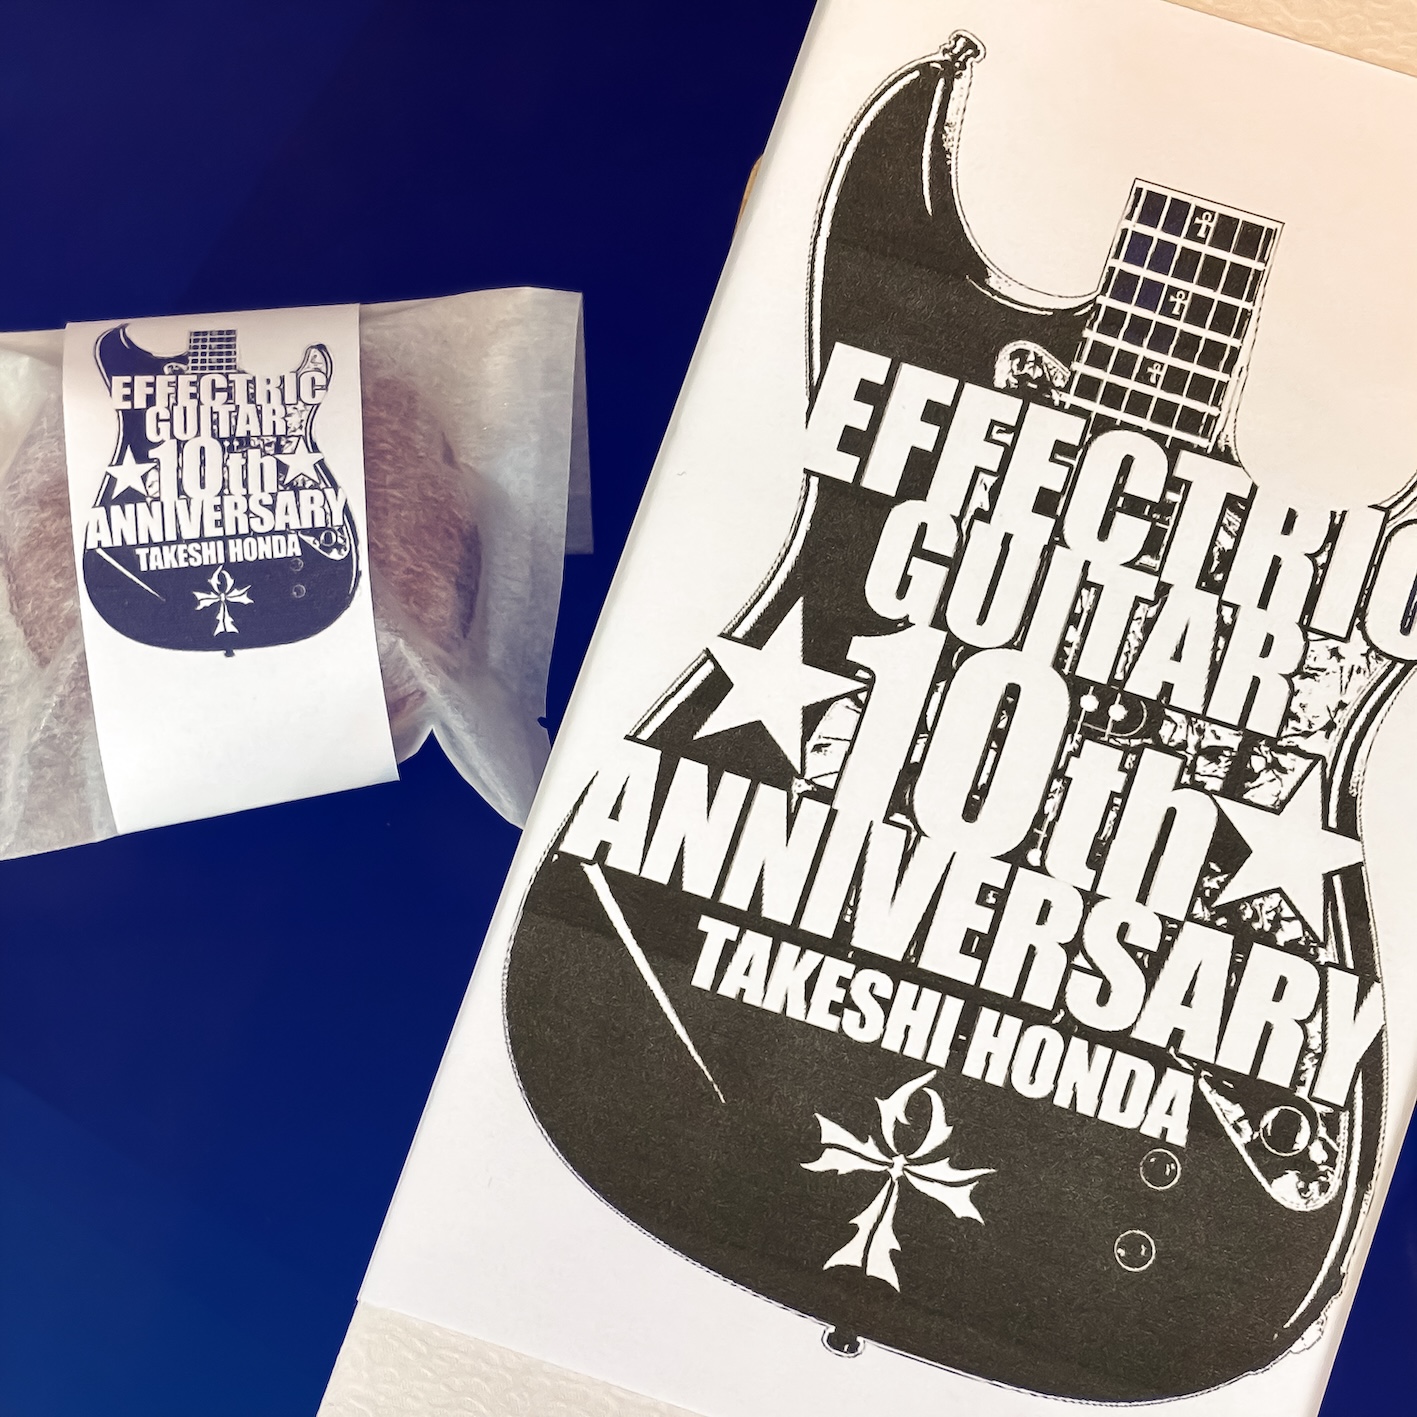 EFFECTRIC
GUITAR
★10th★
ANNIVERSARY
TAKESHI HONDA
EFFECTRIC
GUITAR
★10th★
ANNIVERSARY
TAKESHI HONDA